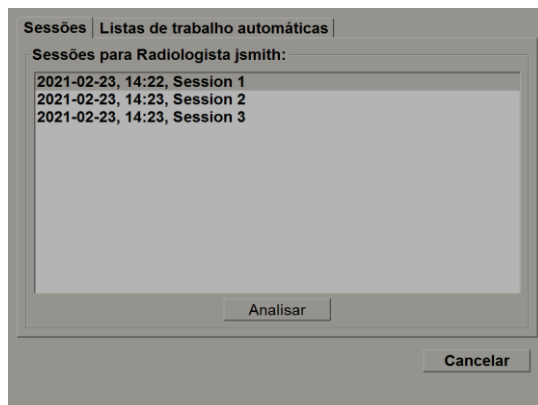 Sessões Listas de trabalho automáticas
Sessões para Radiologista jsmith:
2021-02-23, 14:22, Session 1
2021-02-23, 14:23, Session 2
2021-02-23, 14:23, Session 3
Analisar
Cancelar